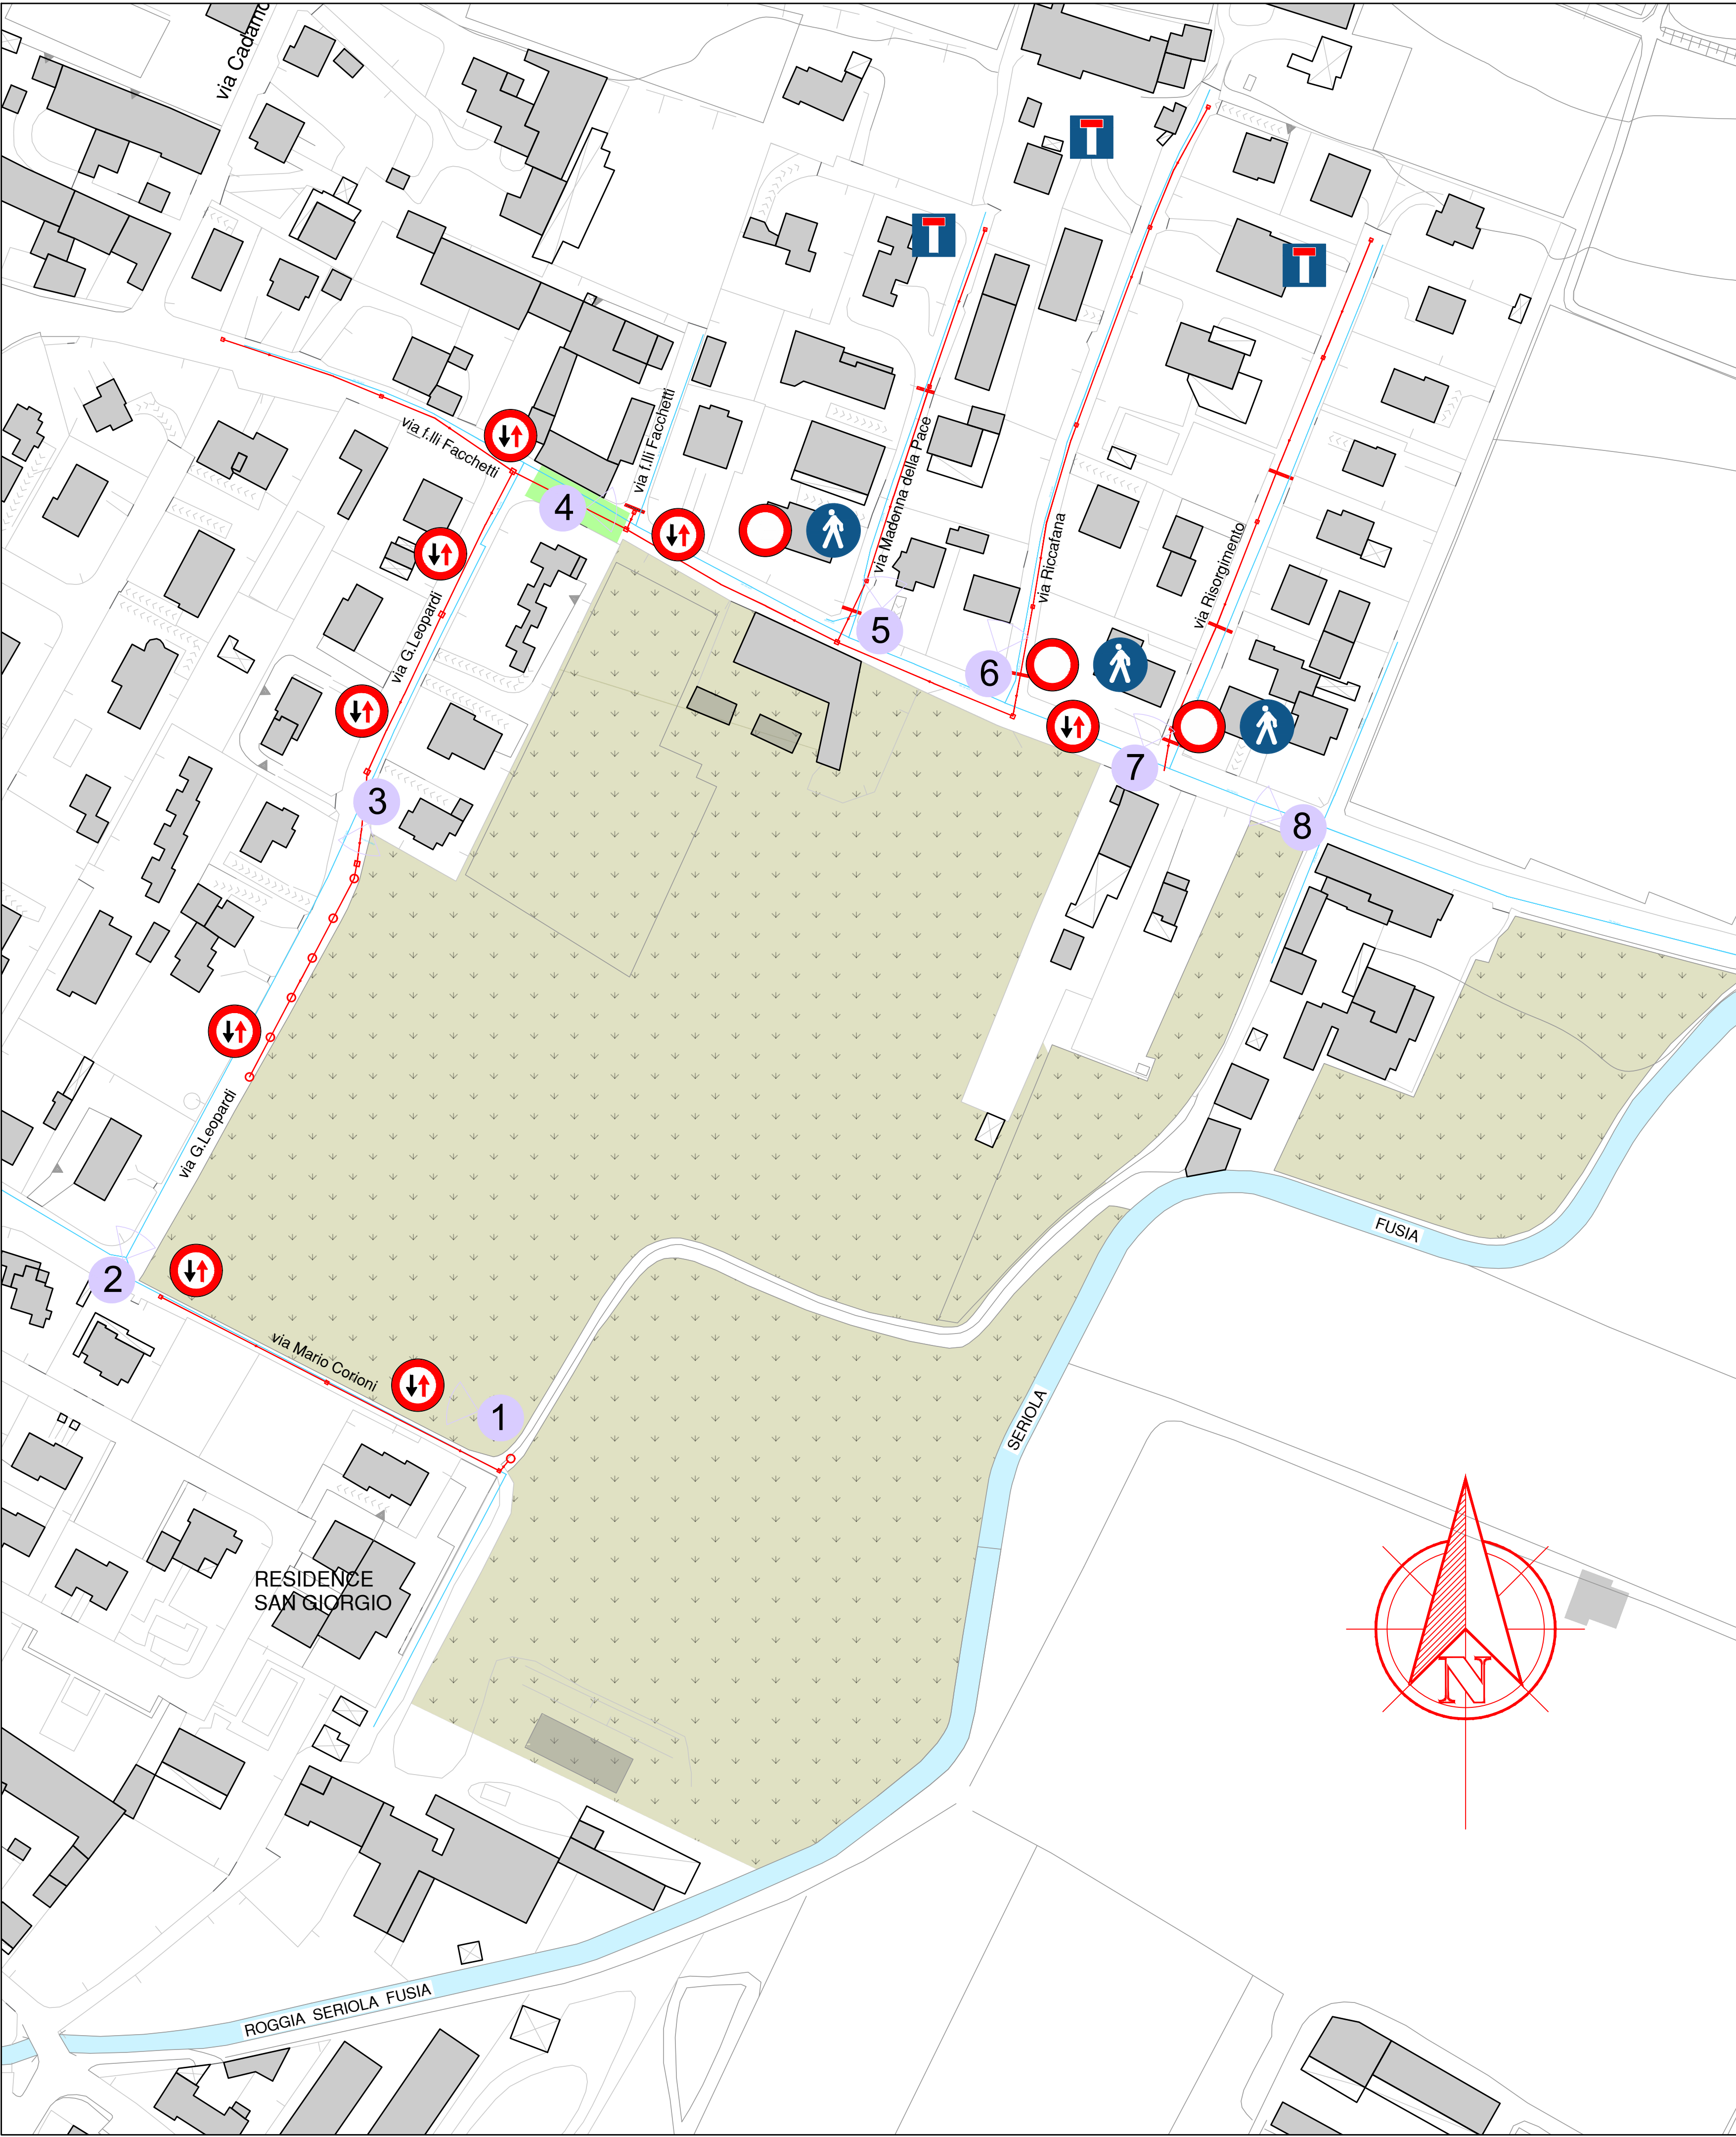 via Cadamo
via f.lli Facchetti
via f.lli Facchetti
4
via Madonna della Pace
via Riccafana
via Risorgimento
via G.Leopardi
5
6
7
3
8
via G.Leopardi
FUSIA
2
via Mario Corioni
1
SERIOLA
RESIDENCE
SAN GIORGIO
N
ROGGIA SERIOLA FUSIA